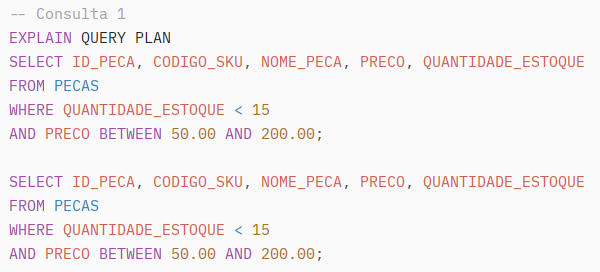 -- Consulta 1
EXPLAIN QUERY PLAN
SELECT ID_PECA, CODIGO_SKU, NOME_PECA, PRECO, QUANTIDADE_ESTOQUE
FROM PECAS
WHERE QUANTIDADE_ESTOQUE < 15
AND PRECO BETWEEN 50.00 AND 200.00;

SELECT ID_PECA, CODIGO_SKU, NOME_PECA, PRECO, QUANTIDADE_ESTOQUE
FROM PECAS
WHERE QUANTIDADE_ESTOQUE < 15
AND PRECO BETWEEN 50.00 AND 200.00;